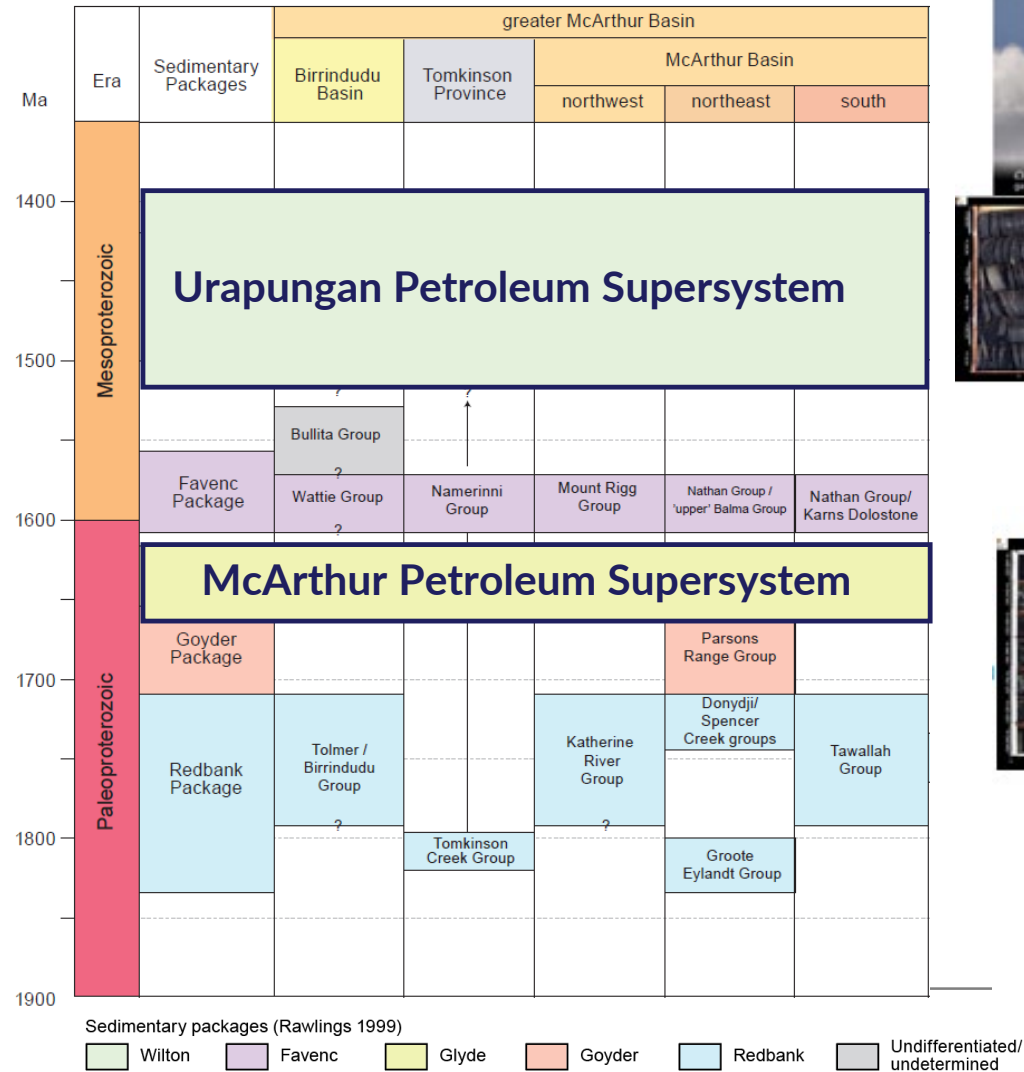 greater McArthur Basin
Ma
Era
Sedimentary
Packages
Birrindudu
Basin
Tomkinson
Province
McArthur Basin
northwest
northeast
south
1400
1500
1600
1700
1800
1900
Mesoproterozoic
Paleoproterozoic
Urapungan Petroleum Supersystem
?
?
Bullita Group
?
Favenc
Package
Wattie Group
?
Namerinni
Group
Mount Rigg
Group
Nathan Group /
'upper' Balma Group
Nathan Group/
Karns Dolostone
McArthur Petroleum Supersystem
Goyder
Package
Parsons
Range Group
Redbank
Package
Tolmer /
Birrindudu
Group
?
Tomkinson
Creek Group
Katherine
River
Group
?
Donydji/
Spencer
Creek groups
Groote
Eylandt Group
Tawallah
Group
Sedimentary packages (Rawlings 1999)
Wilton
Favenc
Glyde
Goyder
Redbank
Undifferentiated/
undetermined